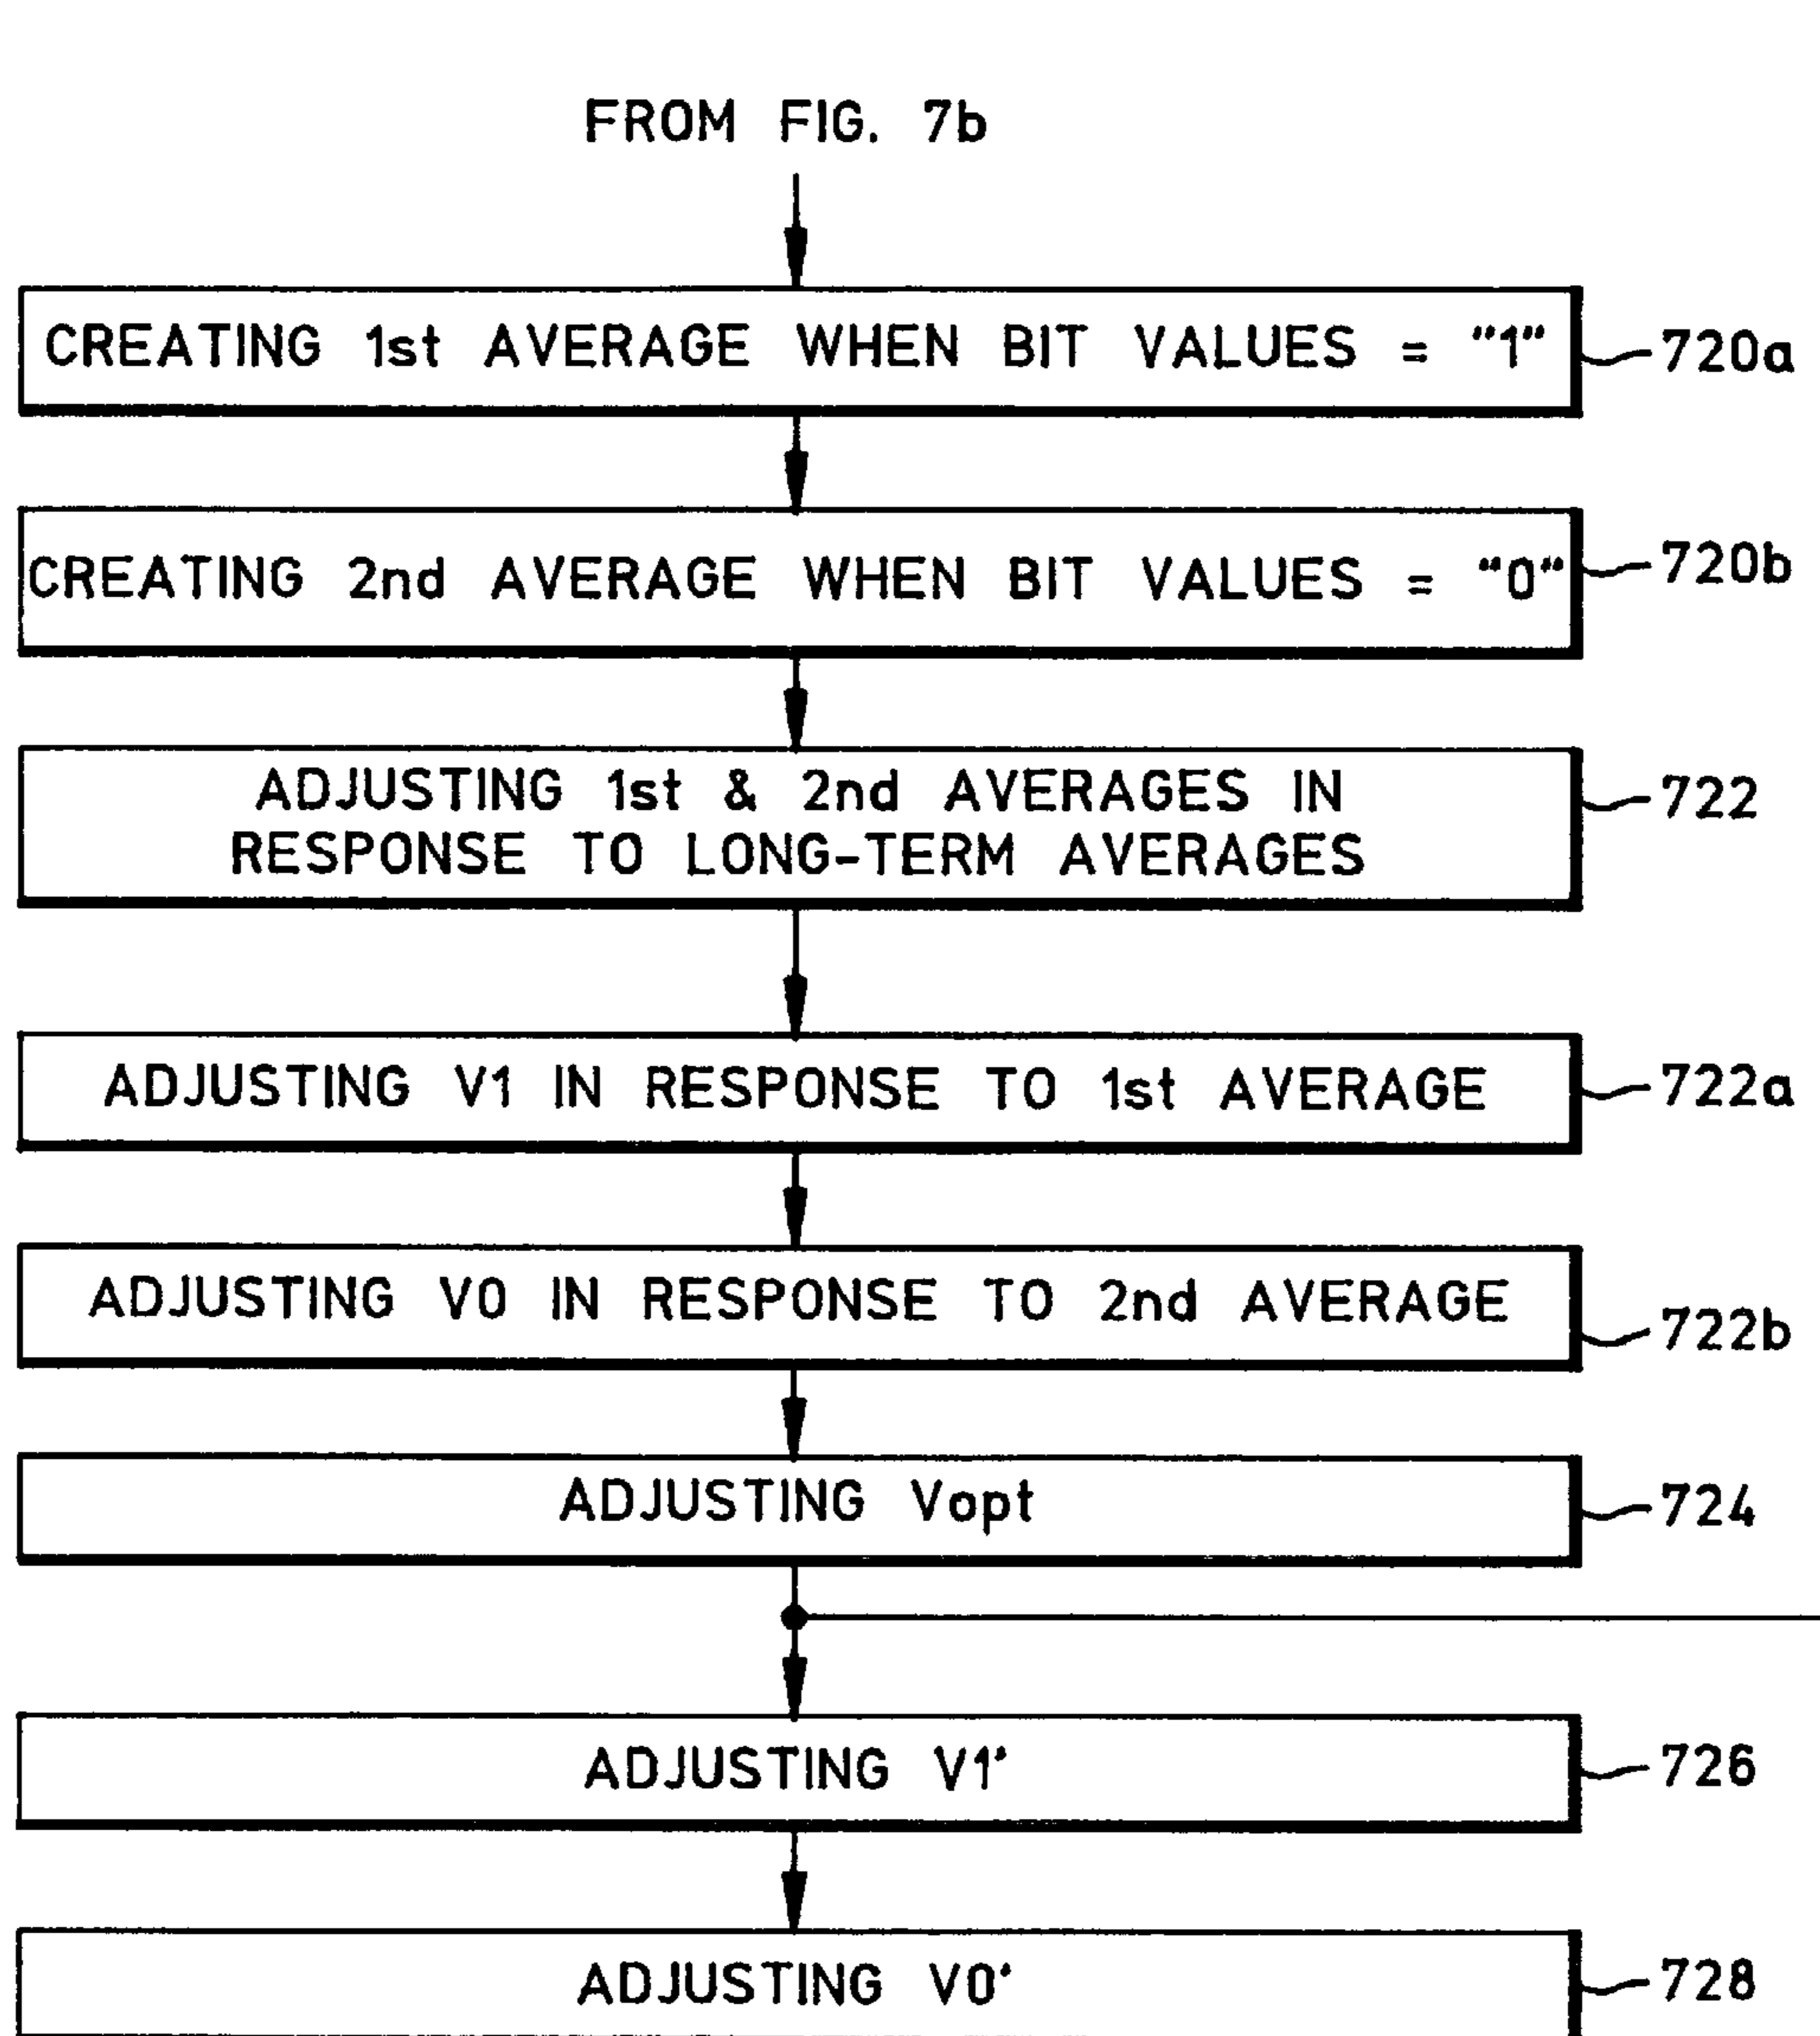 FROM FIG. 7b
CREATING 1st AVERAGE WHEN BIT VALUES = "1"
720a
CREATING 2nd AVERAGE WHEN BIT VALUES = "0"
720b
ADJUSTING 1st & 2nd AVERAGES IN
RESPONSE TO LONG-TERM AVERAGES
722
ADJUSTING V1 IN RESPONSE TO 1st AVERAGE
722a
ADJUSTING V0 IN RESPONSE TO 2nd AVERAGE
722b
ADJUSTING Vopt
724
ADJUSTING V1'
726
ADJUSTING V0'
728